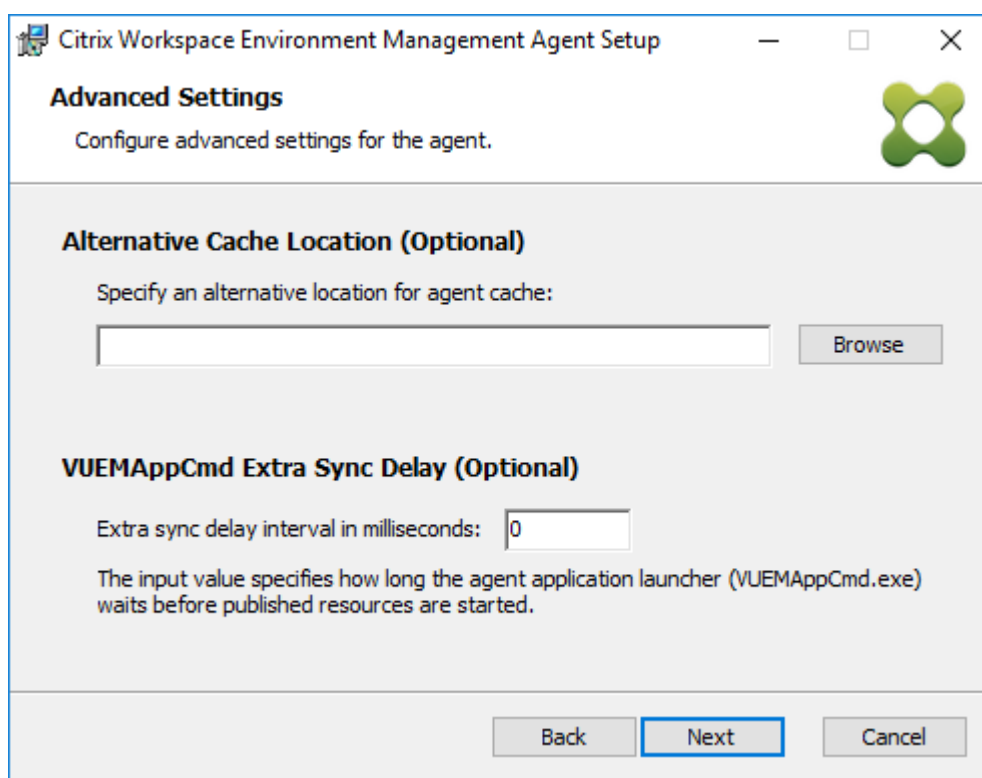 Citrix Workspace Environment Management Agent Setup
Advanced Settings
Configure advanced settings for the agent.
Alternative Cache Location (Optional)
Specify an alternative location for agent cache:
Browse
VUEMAppCmd Extra Sync Delay (Optional)
Extra sync delay interval in milliseconds: 0
The input value specifies how long the agent application launcher (VUEMAppCmd.exe)
waits before published resources are started.
Back Next Cancel